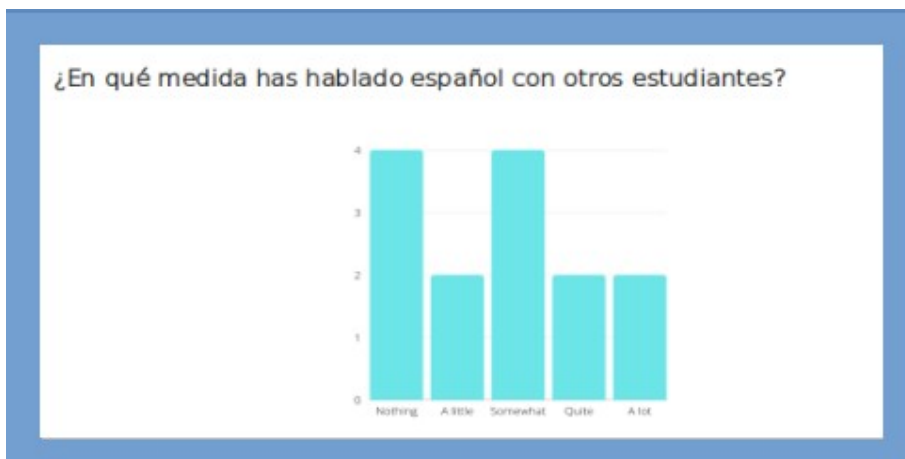 ¿En qué medida has hablado español con otros estudiantes?
4
3
2
1
0
Nothing A little Somewhat Quite A lot